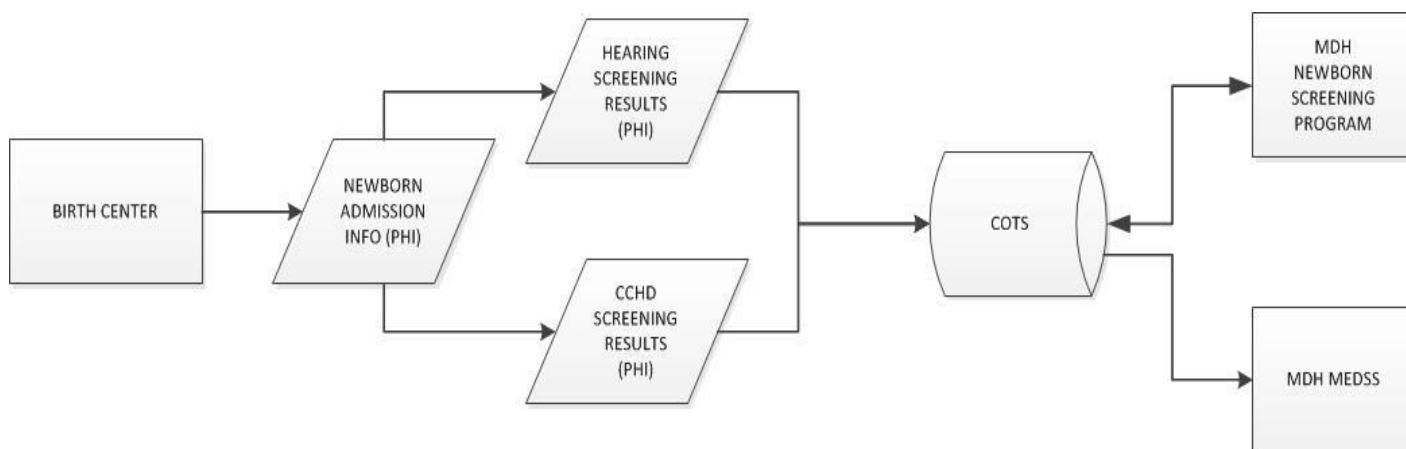 BIRTH CENTER
NEWBORN
ADMISSION
INFO (PHI)
HEARING
SCREENING
RESULTS
(PHI)
CCHD
SCREENING
RESULTS
(PHI)
COTS
MDH
NEWBORN
SCREENING
PROGRAM
MDH MEDSS